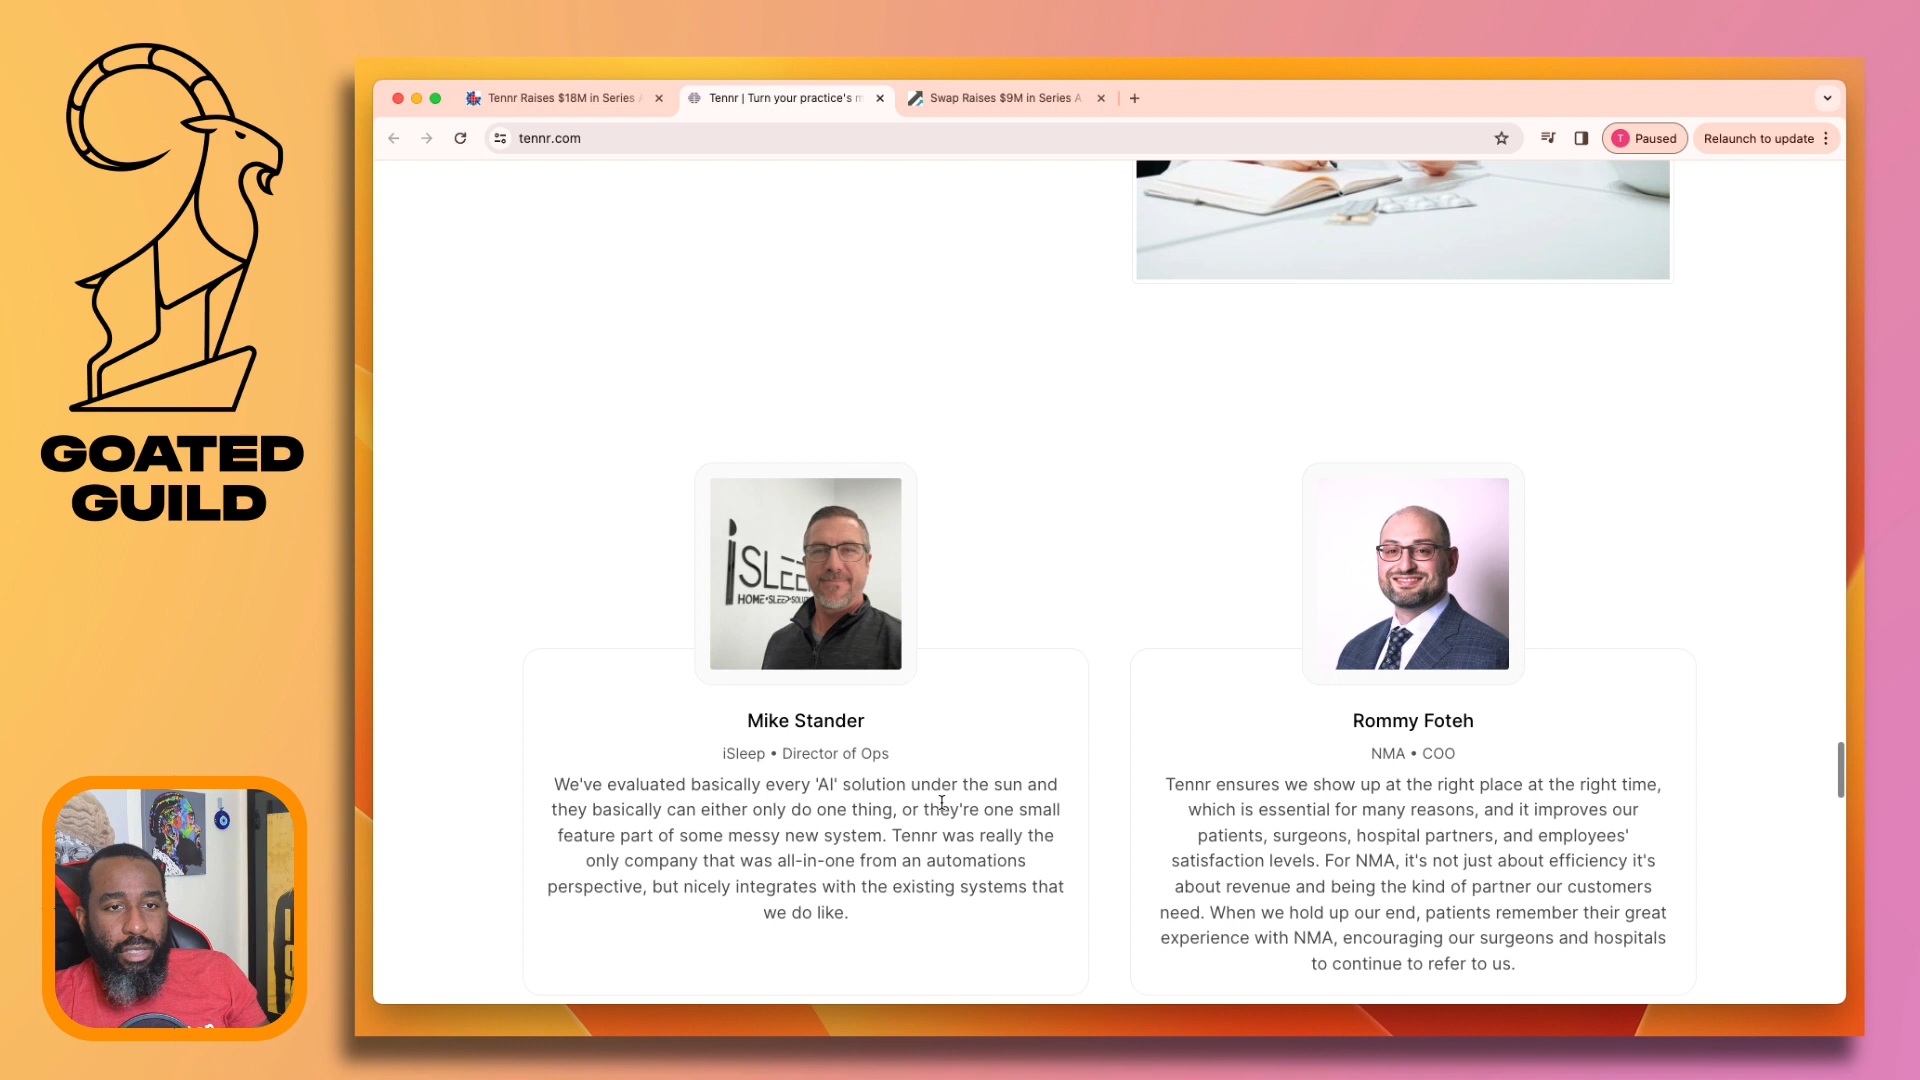 Tennr Raises $18M in Series A
Tennr | Turn your practice's m
Swap Raises $9M in Series A
tennr.com
T
Paused
Relaunch to update
GOATED
GUILD
iSLEE
HOME•SLEEP•SOLU
Mike Stander
iSleep • Director of Ops
We've evaluated basically every 'AI' solution under the sun and
they basically can either only do one thing, or they're one small
feature part of some messy new system. Tennr was really the
only company that was all-in-one from an automations
perspective, but nicely integrates with the existing systems that
we do like.
Rommy Foteh
NMA • COO
Tennr ensures we show up at the right place at the right time,
which is essential for many reasons, and it improves our
patients, surgeons, hospital partners, and employees'
satisfaction levels. For NMA, it's not just about efficiency it's
about revenue and being the kind of partner our customers
need. When we hold up our end, patients remember their great
experience with NMA, encouraging our surgeons and hospitals
to continue to refer to us.